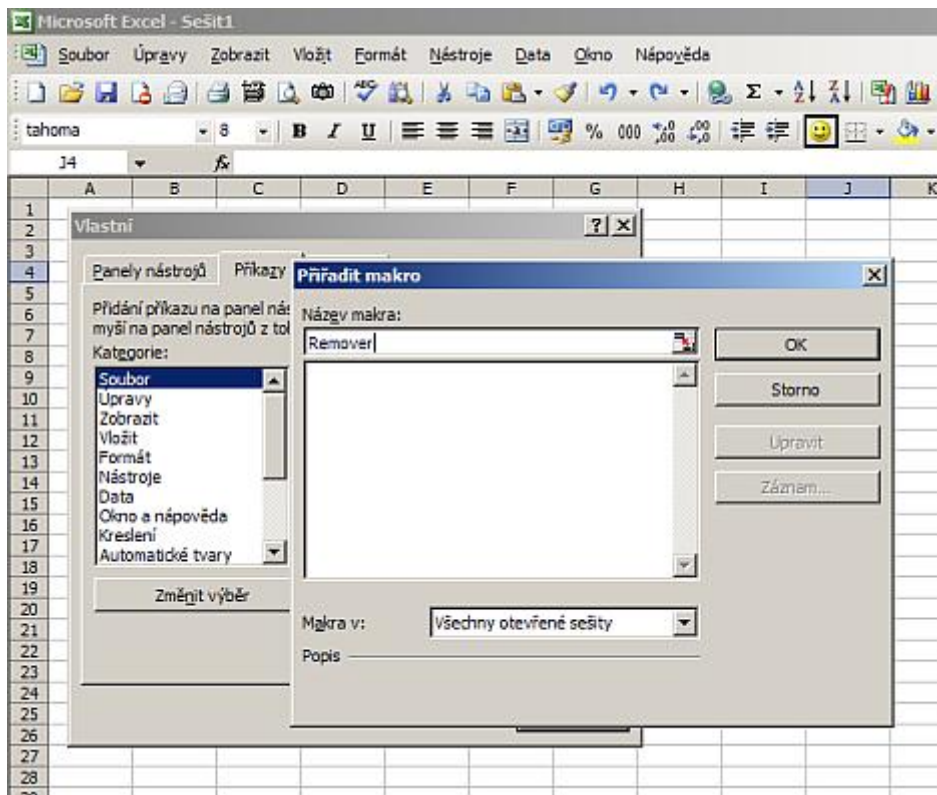 Microsoft Excel - Sešit1
Soubor Úpravy Zobrazit Vložit Formát Nástroje Data Okno Nápověda
tahoma 8 B I U % 000
J4 fx
A B C D E F G H I J K
1
2
3
4
5
6
7
8
9
10
11
12
13
14
15
16
17
18
19
20
21
22
23
24
25
26
27
28
Vlastní
Panely nástrojů Příkazy
Přidání příkazu na panel nás
myší na panel nástrojů z to
Kategorie:
Soubor
Úpravy
Zobrazit
Vložit
Formát
Nástroje
Data
Okno a nápověda
Kreslení
Automatické tvary
Změnit výběr
Přiřadit makro
Název makra:
Remover
OK
Storno
Upravit
Záznam...
Makra v: Všechny otevřené sešity
Popis